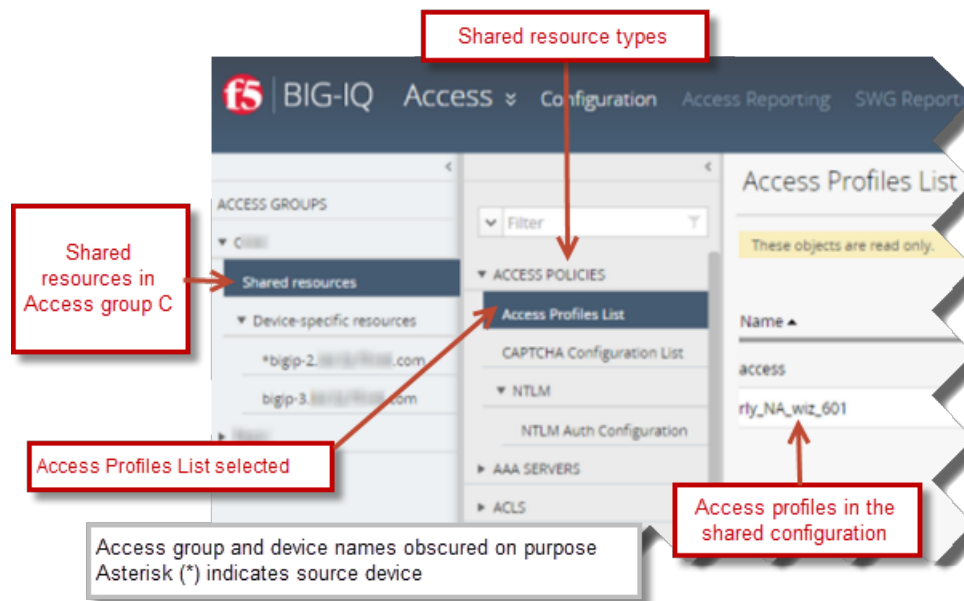 Shared resource types
f5 BIG-IQ Access Configuration Access Reporting SWG
ACCESS GROUPS
C
Shared resources
Device-specific resources
*bigip-2. .com
bigip-3. .com
Filter
ACCESS POLICIES
Access Profiles List
CAPTCHA Configuration List
NTLM
NTLM Auth Configuration
AAA SERVERS
ACLS
Access Profiles List
These objects are read only.
Name
access
rly_NA_wiz_601
Shared
resources in
Access group C
Access Profiles List selected
Access profiles in the
shared configuration
Access group and device names obscured on purpose
Asterisk (*) indicates source device